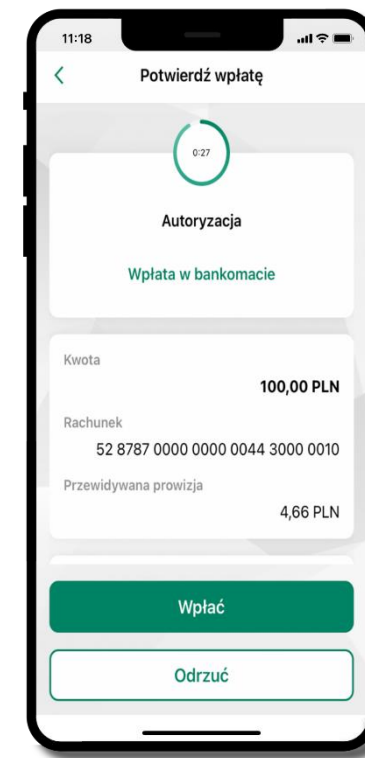 11:18
Potwierdź wpłatę
0:27
Autoryzacja
Wpłata w bankomacie
Kwota
100,00 PLN
Rachunek
52 8787 0000 0000 0044 3000 0010
Przewidywana prowizja
4,66 PLN
Wpłać
Odrzuć